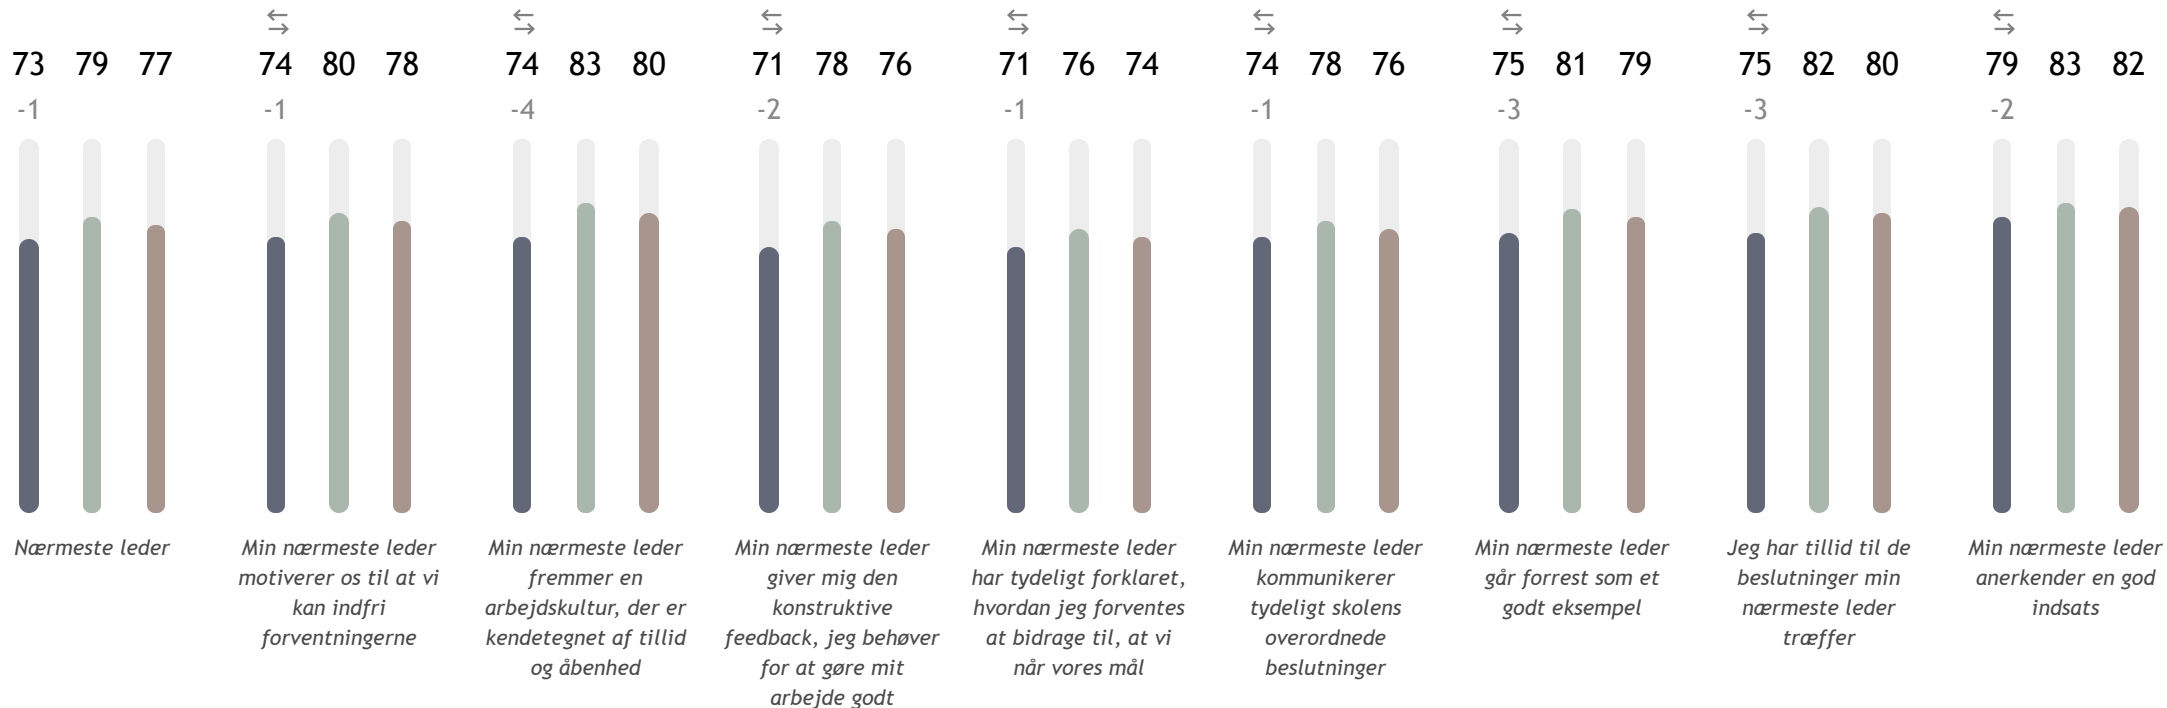 73 79 77
-1
Nærmeste leder
74 80 78
-1
Min nærmeste leder
motiverer os til at vi
kan indfri
forventningerne
74 83 80
-4
Min nærmeste leder
fremmer en
arbejdskultur, der er
kendetegnet af tillid
og åbenhed
71 78 76
-2
Min nærmeste leder
giver mig den
konstruktive
feedback, jeg behøver
for at gøre mit
arbejde godt
71 76 74
-1
Min nærmeste leder
har tydeligt forklaret,
hvordan jeg forventes
at bidrage til, at vi
når vores mål
74 78 76
-1
Min nærmeste leder
kommunikerer
tydeligt skolens
overordnede
beslutninger
75 81 79
-3
Min nærmeste leder
går forrest som et
godt eksempel
75 82 80
-3
Jeg har tillid til de
beslutninger min
nærmeste leder
træffer
79 83 82
-2
Min nærmeste leder
anerkender en god
indsats